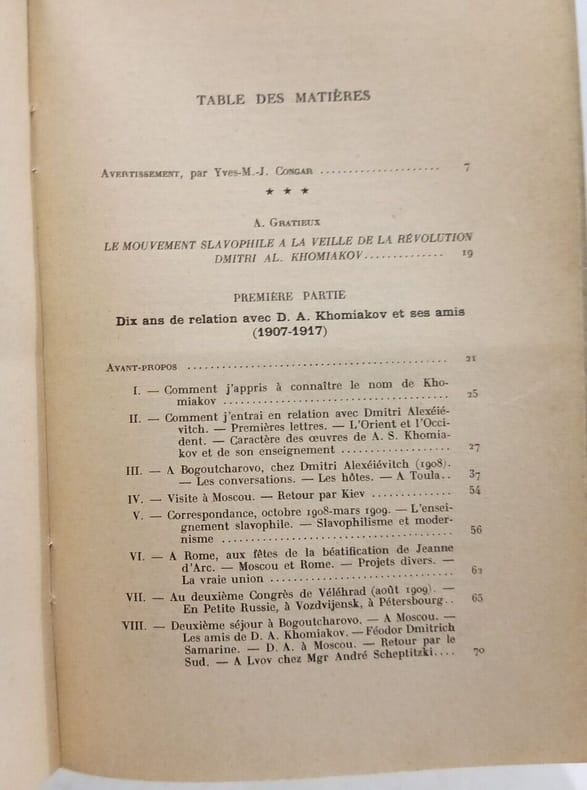 TABLE DES MATIÈRES
AVERTISSEMENT, par Yves-M.-J. CONGAR .................... 7
★ ★ ★
A. GRATIEUX
LE MOUVEMENT SLAVOPHILE A LA VEILLE DE LA RÉVOLUTION
DMITRI AL. KHOMIAKOV.............. 19
PREMIÈRE PARTIE
Dix ans de relation avec D. A. Khomiakov et ses amis
(1907-1917)
AVANT-PROPOS ........................................ 21
I. — Comment j'appris à connaître le nom de Kho-
miakov .................................. 25
II. — Comment j'entrai en relation avec Dmitri Alexéié-
vitch. — Premières lettres. — L'Orient et l'Occi-
dent. — Caractère des œuvres de A. S. Khomia-
kov et de son enseignement .................. 27
III. — A Bogoutcharovo, chez Dmitri Alexéiévitch (1908).
— Les conversations. — Les hôtes. — A Toula.. 37
IV. — Visite à Moscou. — Retour par Kiev ............. 54
V. — Correspondance, octobre 1908-mars 1909. — L'ensei-
gnement slavophile. — Slavophilisme et moder-
nisme .................................... 56
VI. — A Rome, aux fêtes de la béatification de Jeanne
d'Arc. — Moscou et Rome. — Projets divers. —
La vraie union ............................ 62
VII. — Au deuxième Congrès de Véléhrad (août 1909). —
En Petite Russie, à Vozdvijensk, à Pétersbourg.. 65
VIII. — Deuxième séjour à Bogoutcharovo. — A Moscou. —
Les amis de D. A. Khomiakov. — Féodor Dmitrich
Samarine. — D. A. à Moscou. — Retour par le
Sud. — A Lvov chez Mgr André Scheptitzki.... 70